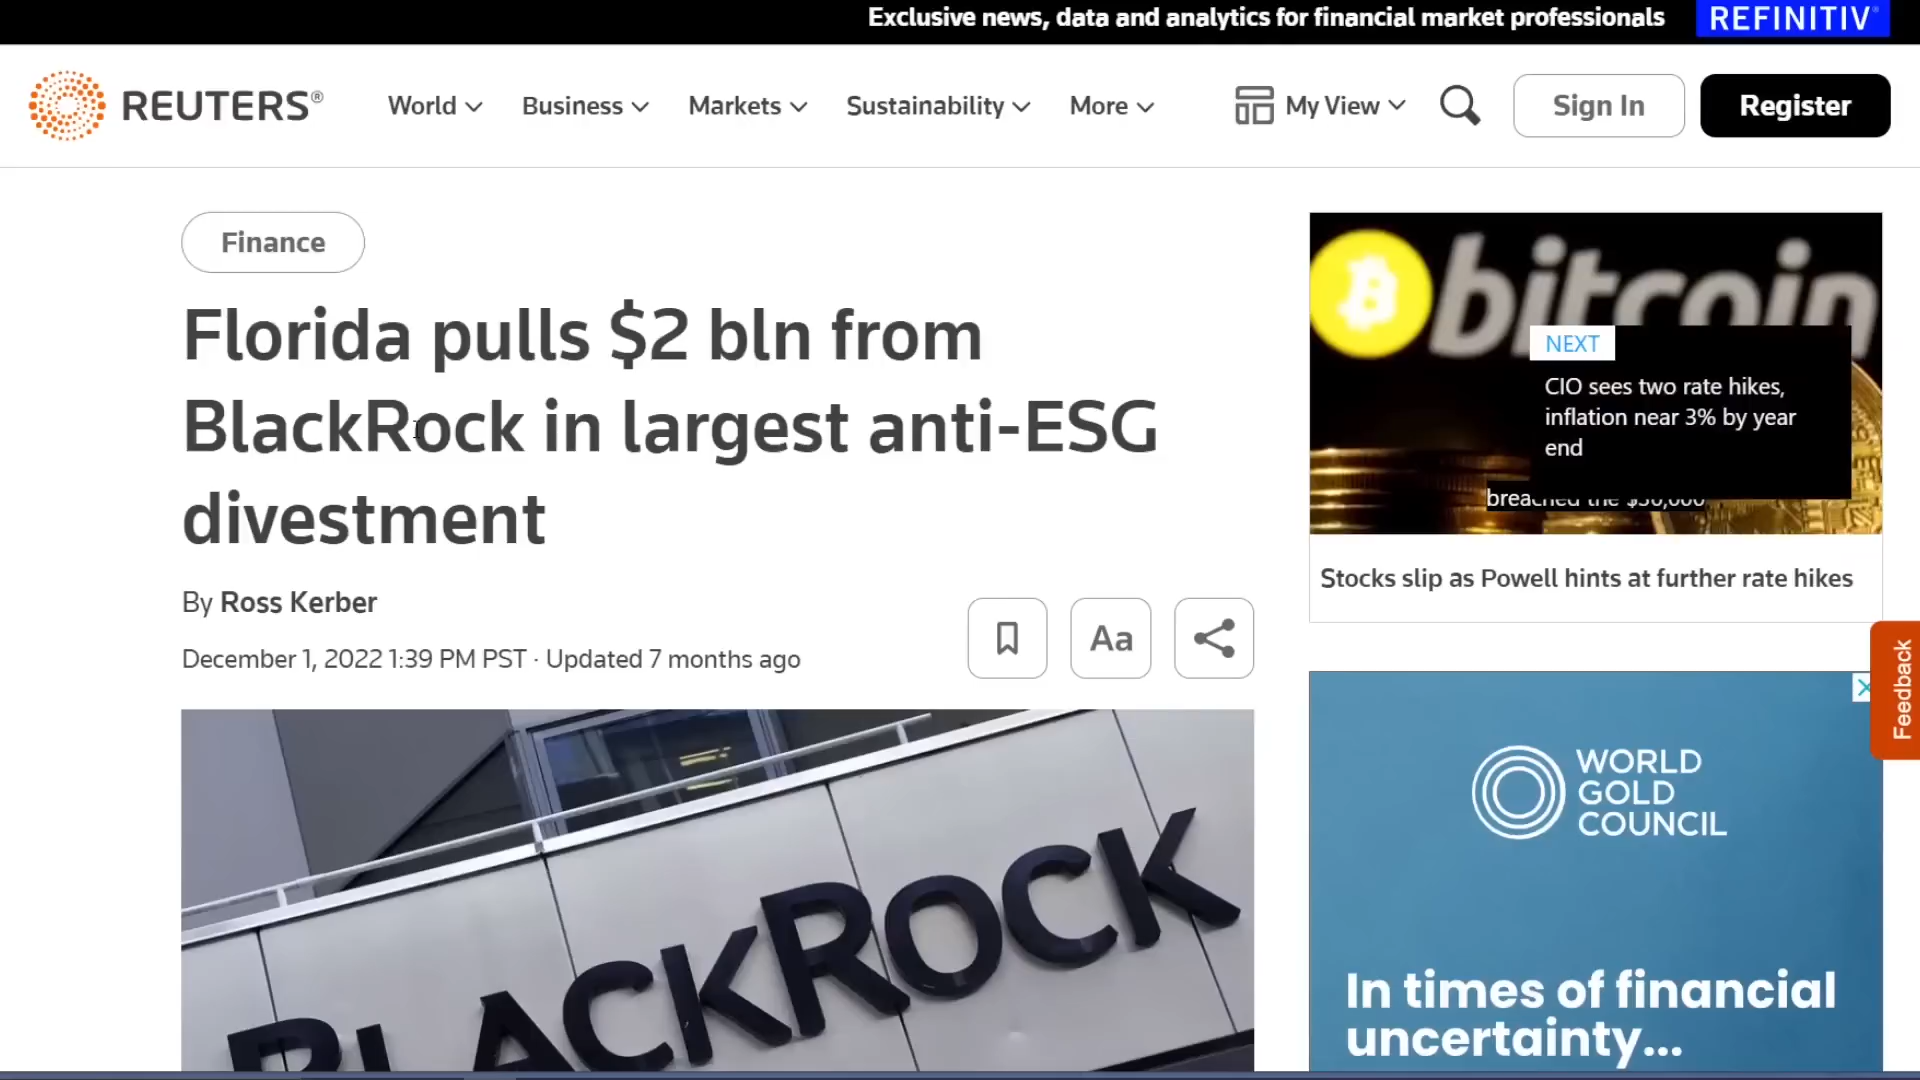 Exclusive news, data and analytics for financial market professionals
REFINITIV
REUTERS®
World
Business
Markets
Sustainability
More
My View
Sign In
Register
Finance
Florida pulls $2 bln from
BlackRock in largest anti-ESG
divestment
By Ross Kerber
December 1, 2022 1:39 PM PST · Updated 7 months ago
Aa
BLACKROCK
bitcoin
NEXT
CIO sees two rate hikes,
inflation near 3% by year
end
breached the $30,000
Stocks slip as Powell hints at further rate hikes
Feedback
WORLD
GOLD
COUNCIL
In times of financial
uncertainty...